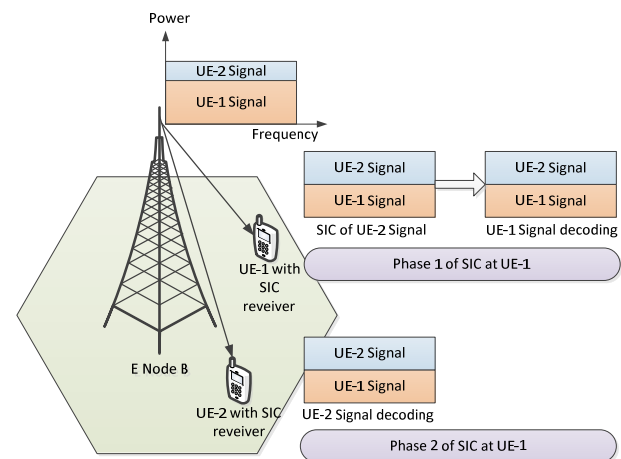 Power
UE-2 Signal
UE-1 Signal
Frequency
UE-2 Signal
UE-1 Signal
SIC of UE-2 Signal
UE-2 Signal
UE-1 Signal
UE-1 Signal decoding
Phase 1 of SIC at UE-1
UE-1 with
SIC
reveiver
E Node B
UE-2 with SIC
reveiver
UE-2 Signal
UE-1 Signal
UE-2 Signal decoding
Phase 2 of SIC at UE-1